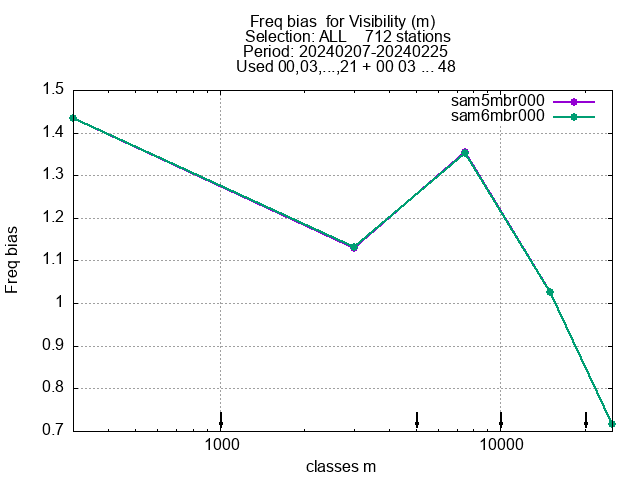 Freq bias  for Visibility (m)
Selection: ALL    712 stations
Period: 20240207-20240225
Used 00,03,...,21 + 00 03 ... 48
sam5mbr000
sam6mbr000
1.5
1.4
1.3
1.2
1.1
1
0.9
0.8
0.7
Freq bias
1000
10000
classes m